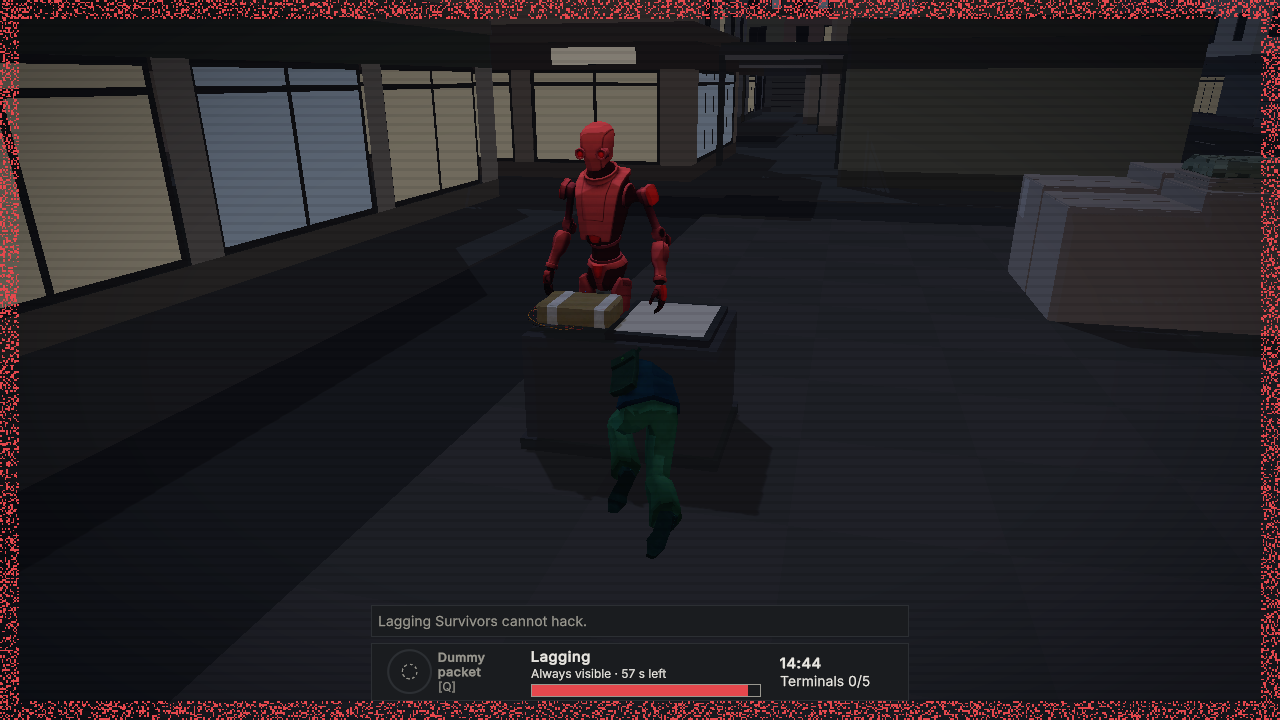 Lagging Survivors cannot hack.
Dummy
packet
[Q]
Lagging
Always visible · 57 s left
14:44
Terminals 0/5